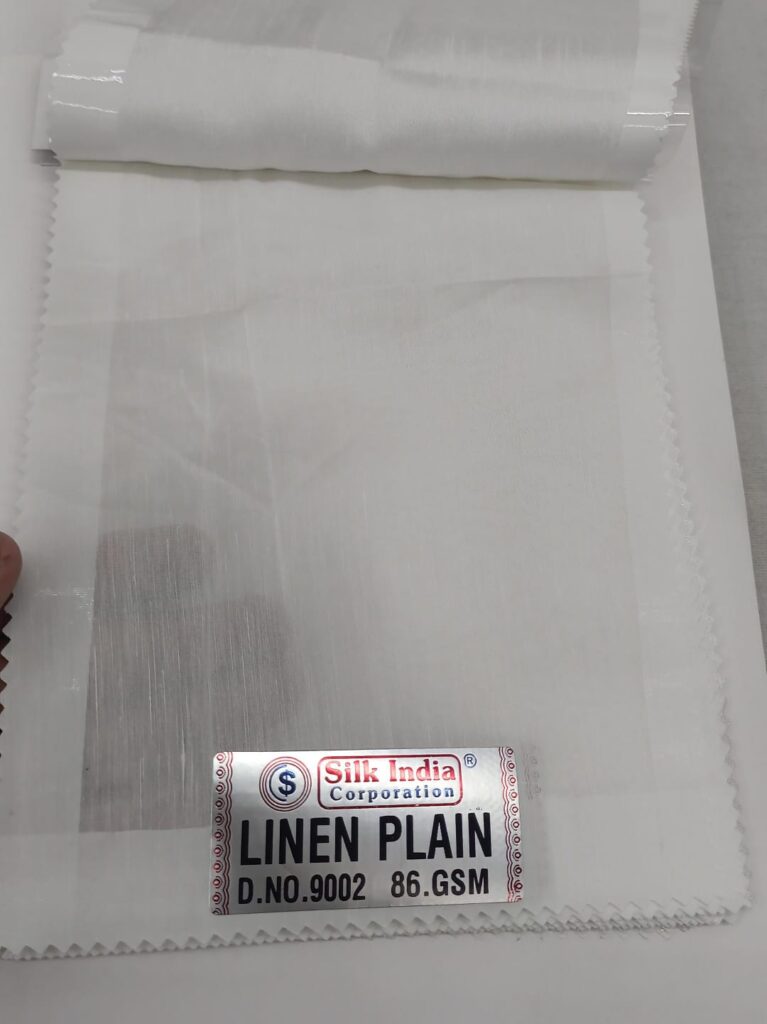 $ Silk India ®
Corporation
LINEN PLAIN
D.NO.9002 86.GSM